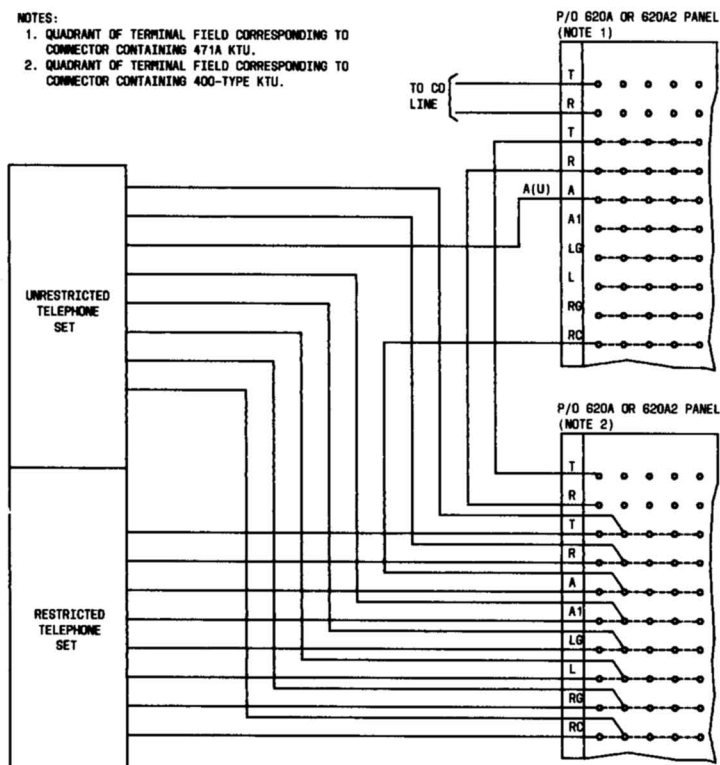 NOTES:
1. QUADRANT OF TERMINAL FIELD CORRESPONDING TO
CONNECTOR CONTAINING 471A KTU.
2. QUADRANT OF TERMINAL FIELD CORRESPONDING TO
CONNECTOR CONTAINING 400-TYPE KTU.
P/O 620A OR 620A2 PANEL
(NOTE 1)
TO CO
LINE
T
R
T
R
A(U) A
A1
LG
L
RG
RC
UNRESTRICTED
TELEPHONE
SET
P/O 620A OR 620A2 PANEL
(NOTE 2)
T
R
T
R
A
A1
LG
L
RG
RC
RESTRICTED
TELEPHONE
SET